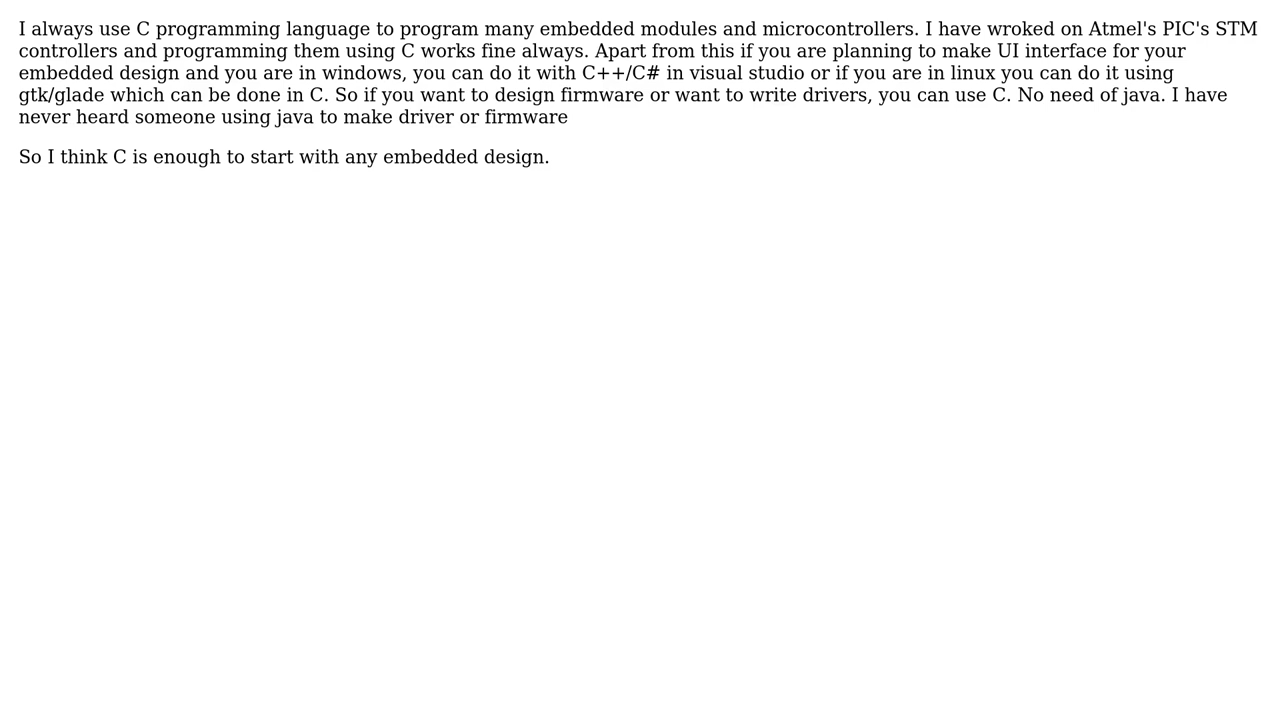 I always use C programming language to program many embedded modules and microcontrollers. I have wroked on Atmel's PIC's STM
controllers and programming them using C works fine always. Apart from this if you are planning to make UI interface for your
embedded design and you are in windows, you can do it with C++/C# in visual studio or if you are in linux you can do it using
gtk/glade which can be done in C. So if you want to design firmware or want to write drivers, you can use C. No need of java. I have
never heard someone using java to make driver or firmware
So I think C is enough to start with any embedded design.